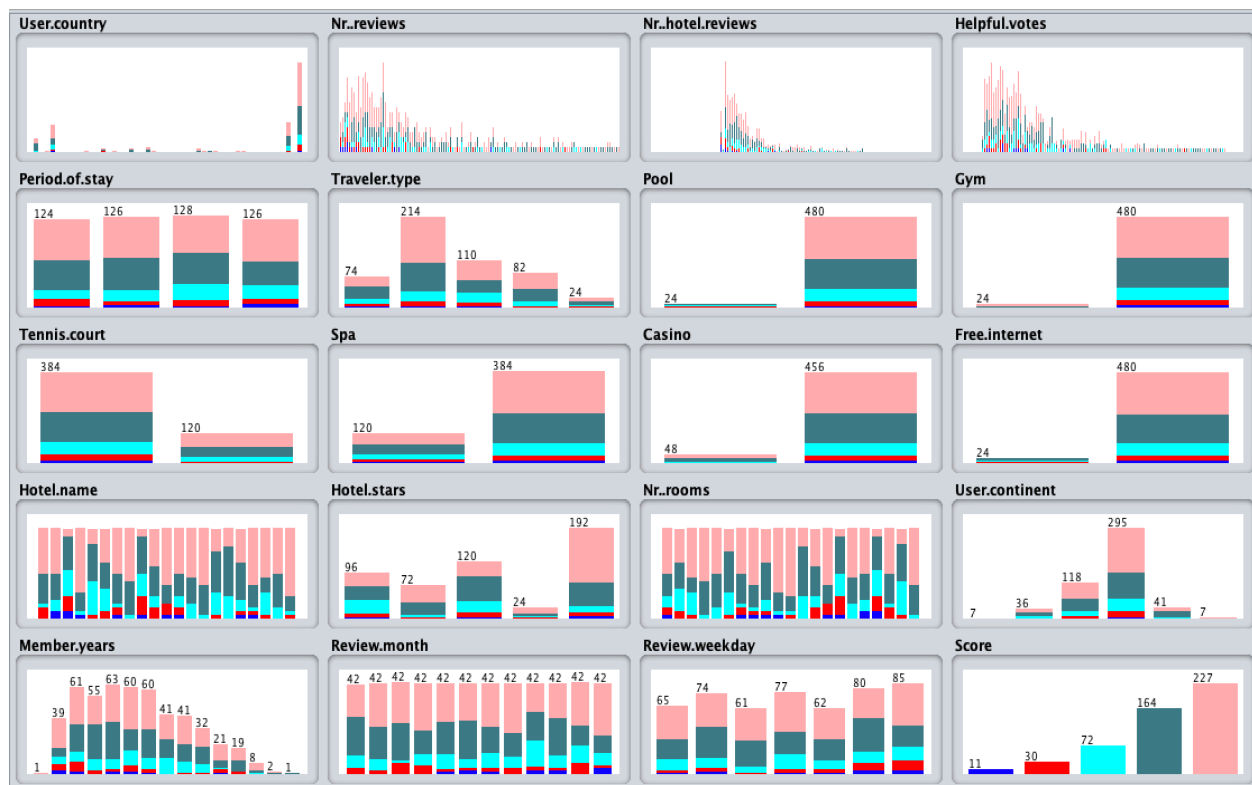 User.country
Nr..reviews
Nr..hotel.reviews
Helpful.votes
Period.of.stay
124 126 128 126
Traveler.type
74 214 110 82 24
Pool
24 480
Gym
24 480
Tennis.court
384 120
Spa
120 384
Casino
48 456
Free.internet
24 480
Hotel.name
Hotel.stars
96 72 120 24 192
Nr..rooms
User.continent
7 36 118 295 41 7
Member.years
1 39 61 55 63 60 60 41 41 32 21 19 8 2 1
Review.month
42 42 42 42 42 42 42 42 42 42 42 42
Review.weekday
65 74 61 77 62 80 85
Score
11 30 72 164 227